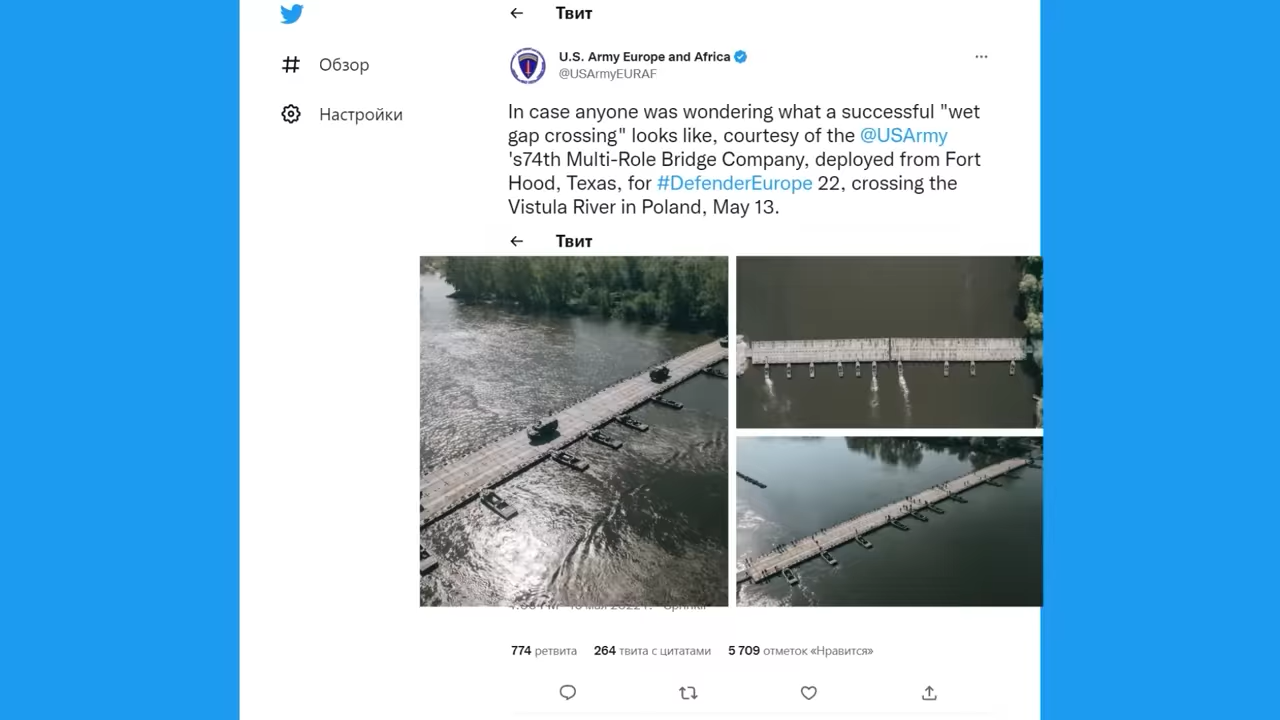 Твит
Обзор
Настройки
U.S. Army Europe and Africa
@USArmyEURAF
In case anyone was wondering what a successful "wet
gap crossing" looks like, courtesy of the @USArmy
's74th Multi-Role Bridge Company, deployed from Fort
Hood, Texas, for #DefenderEurope 22, crossing the
Vistula River in Poland, May 13.
Твит
774 ретвита 264 твита с цитатами 5 709 отметок «Нравится»